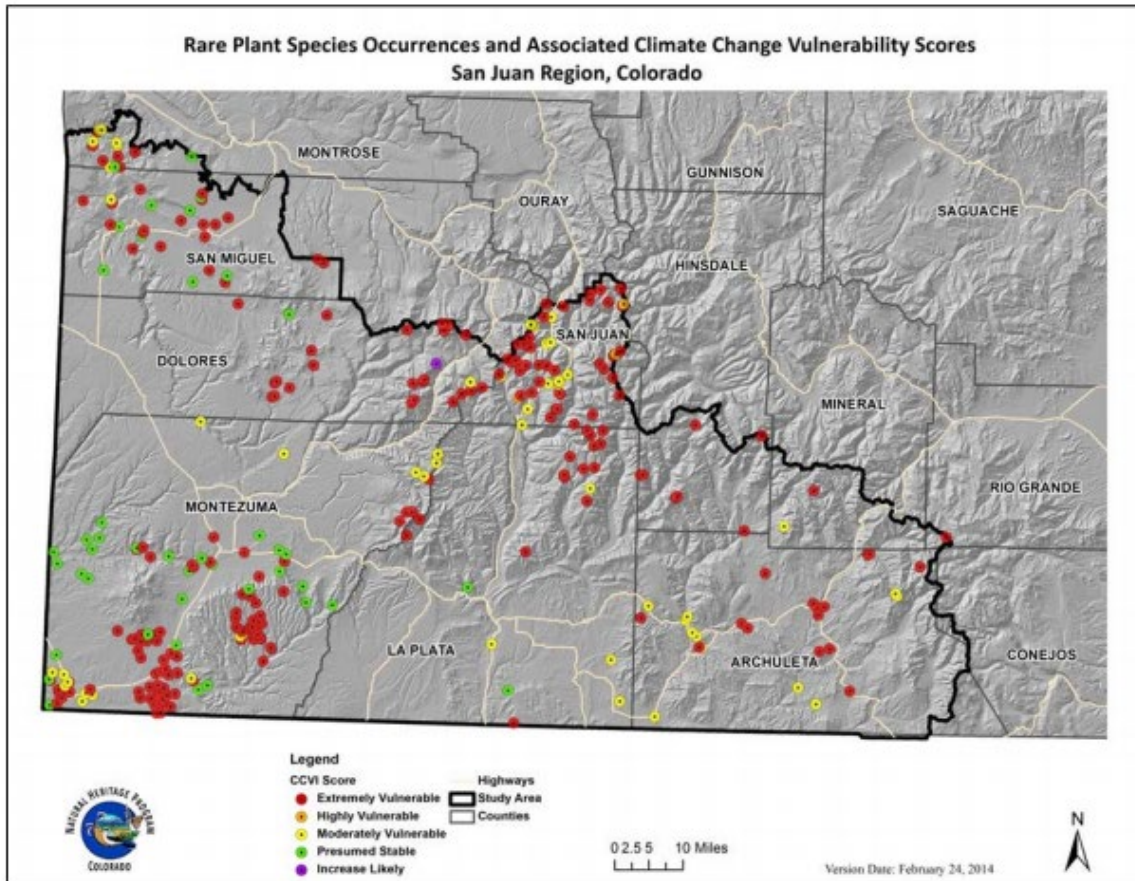 Rare Plant Species Occurrences and Associated Climate Change Vulnerability Scores
San Juan Region, Colorado
MONTROSE
GUNNISON
OURAY
SAGUACHE
SAN MIGUEL
HINSDALE
SAN JUAN
DOLORES
MINERAL
RIO GRANDE
MONTEZUMA
LA PLATA
ARCHULETA
CONEJOS
Legend
CCVI Score
Extremely Vulnerable
Highly Vulnerable
Moderately Vulnerable
Presumed Stable
Increase Likely
Highways
Study Area
Counties
NATURAL HERITAGE PROGRAM
COLORADO
0 2.5 5 10 Miles
N
Version Date: February 24, 2014